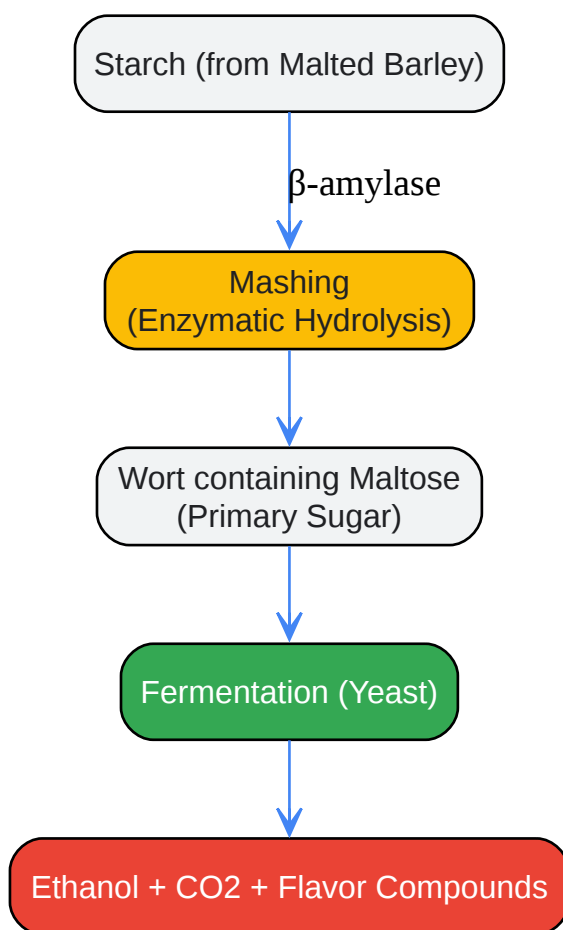 Starch (from Malted Barley)
β-amylase
Mashing
(Enzymatic Hydrolysis)
Wort containing Maltose
(Primary Sugar)
Fermentation (Yeast)
Ethanol + CO2 + Flavor Compounds